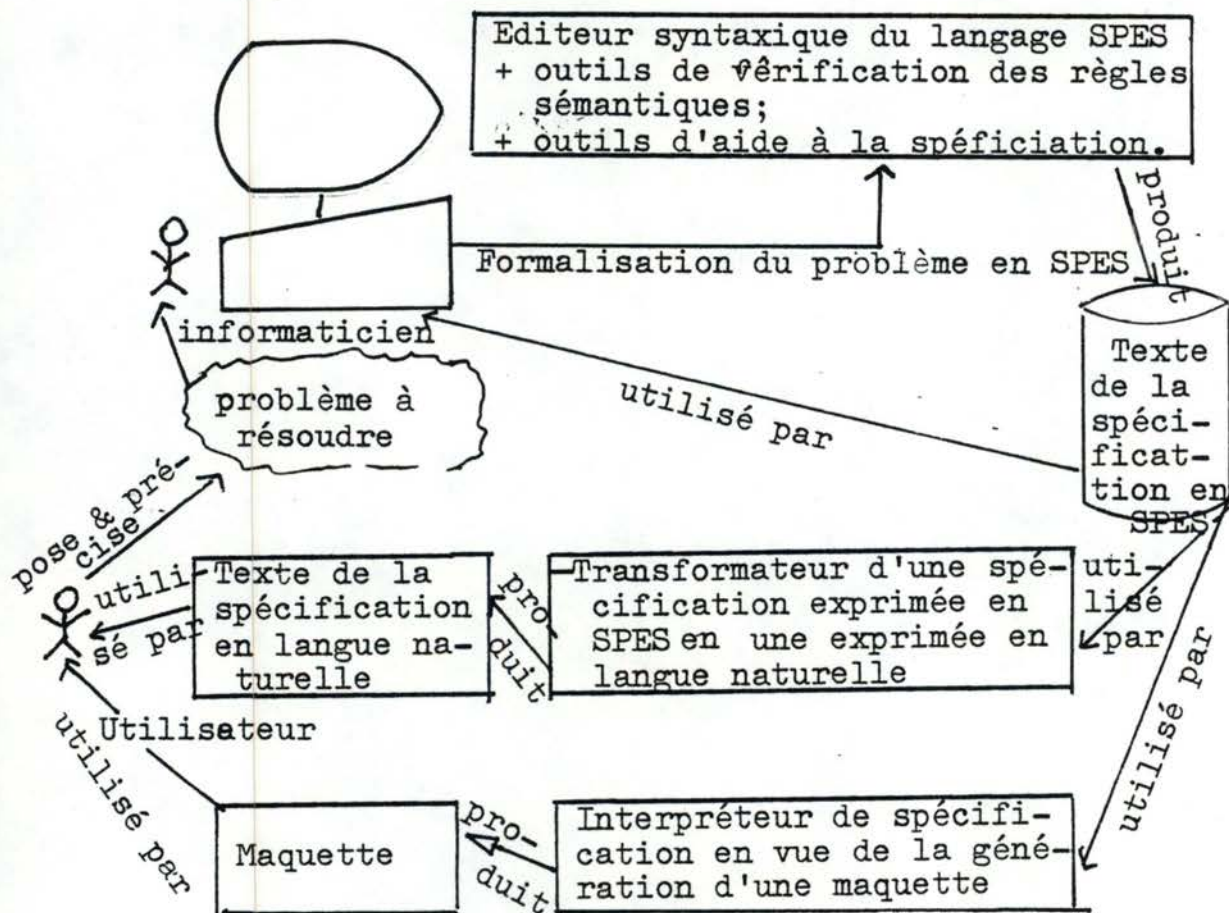 Editeur syntaxique du langage SPES
+ outils de vêrification des règles
sémantiques;
+ outils d'aide à la spéficiation.
produit
Formalisation du problème en SPES
informaticien
problème à
résoudre
utilisé par
Texte
de la
spéci-
ficat-
tion en
SPES
pose & pré-
cise
utili-
sé par
Texte de la
spécification
en langue na-
turelle
pro
duit
Transformateur d'une spé-
cification exprimée en
SPES en une exprimée en
langue naturelle
uti-
lisé
par
Utilisateur
utilisé par
Maquette
pro-
duit
Interpréteur de spécifi-
cation en vue de la géné-
ration d'une maquette
utilisé par